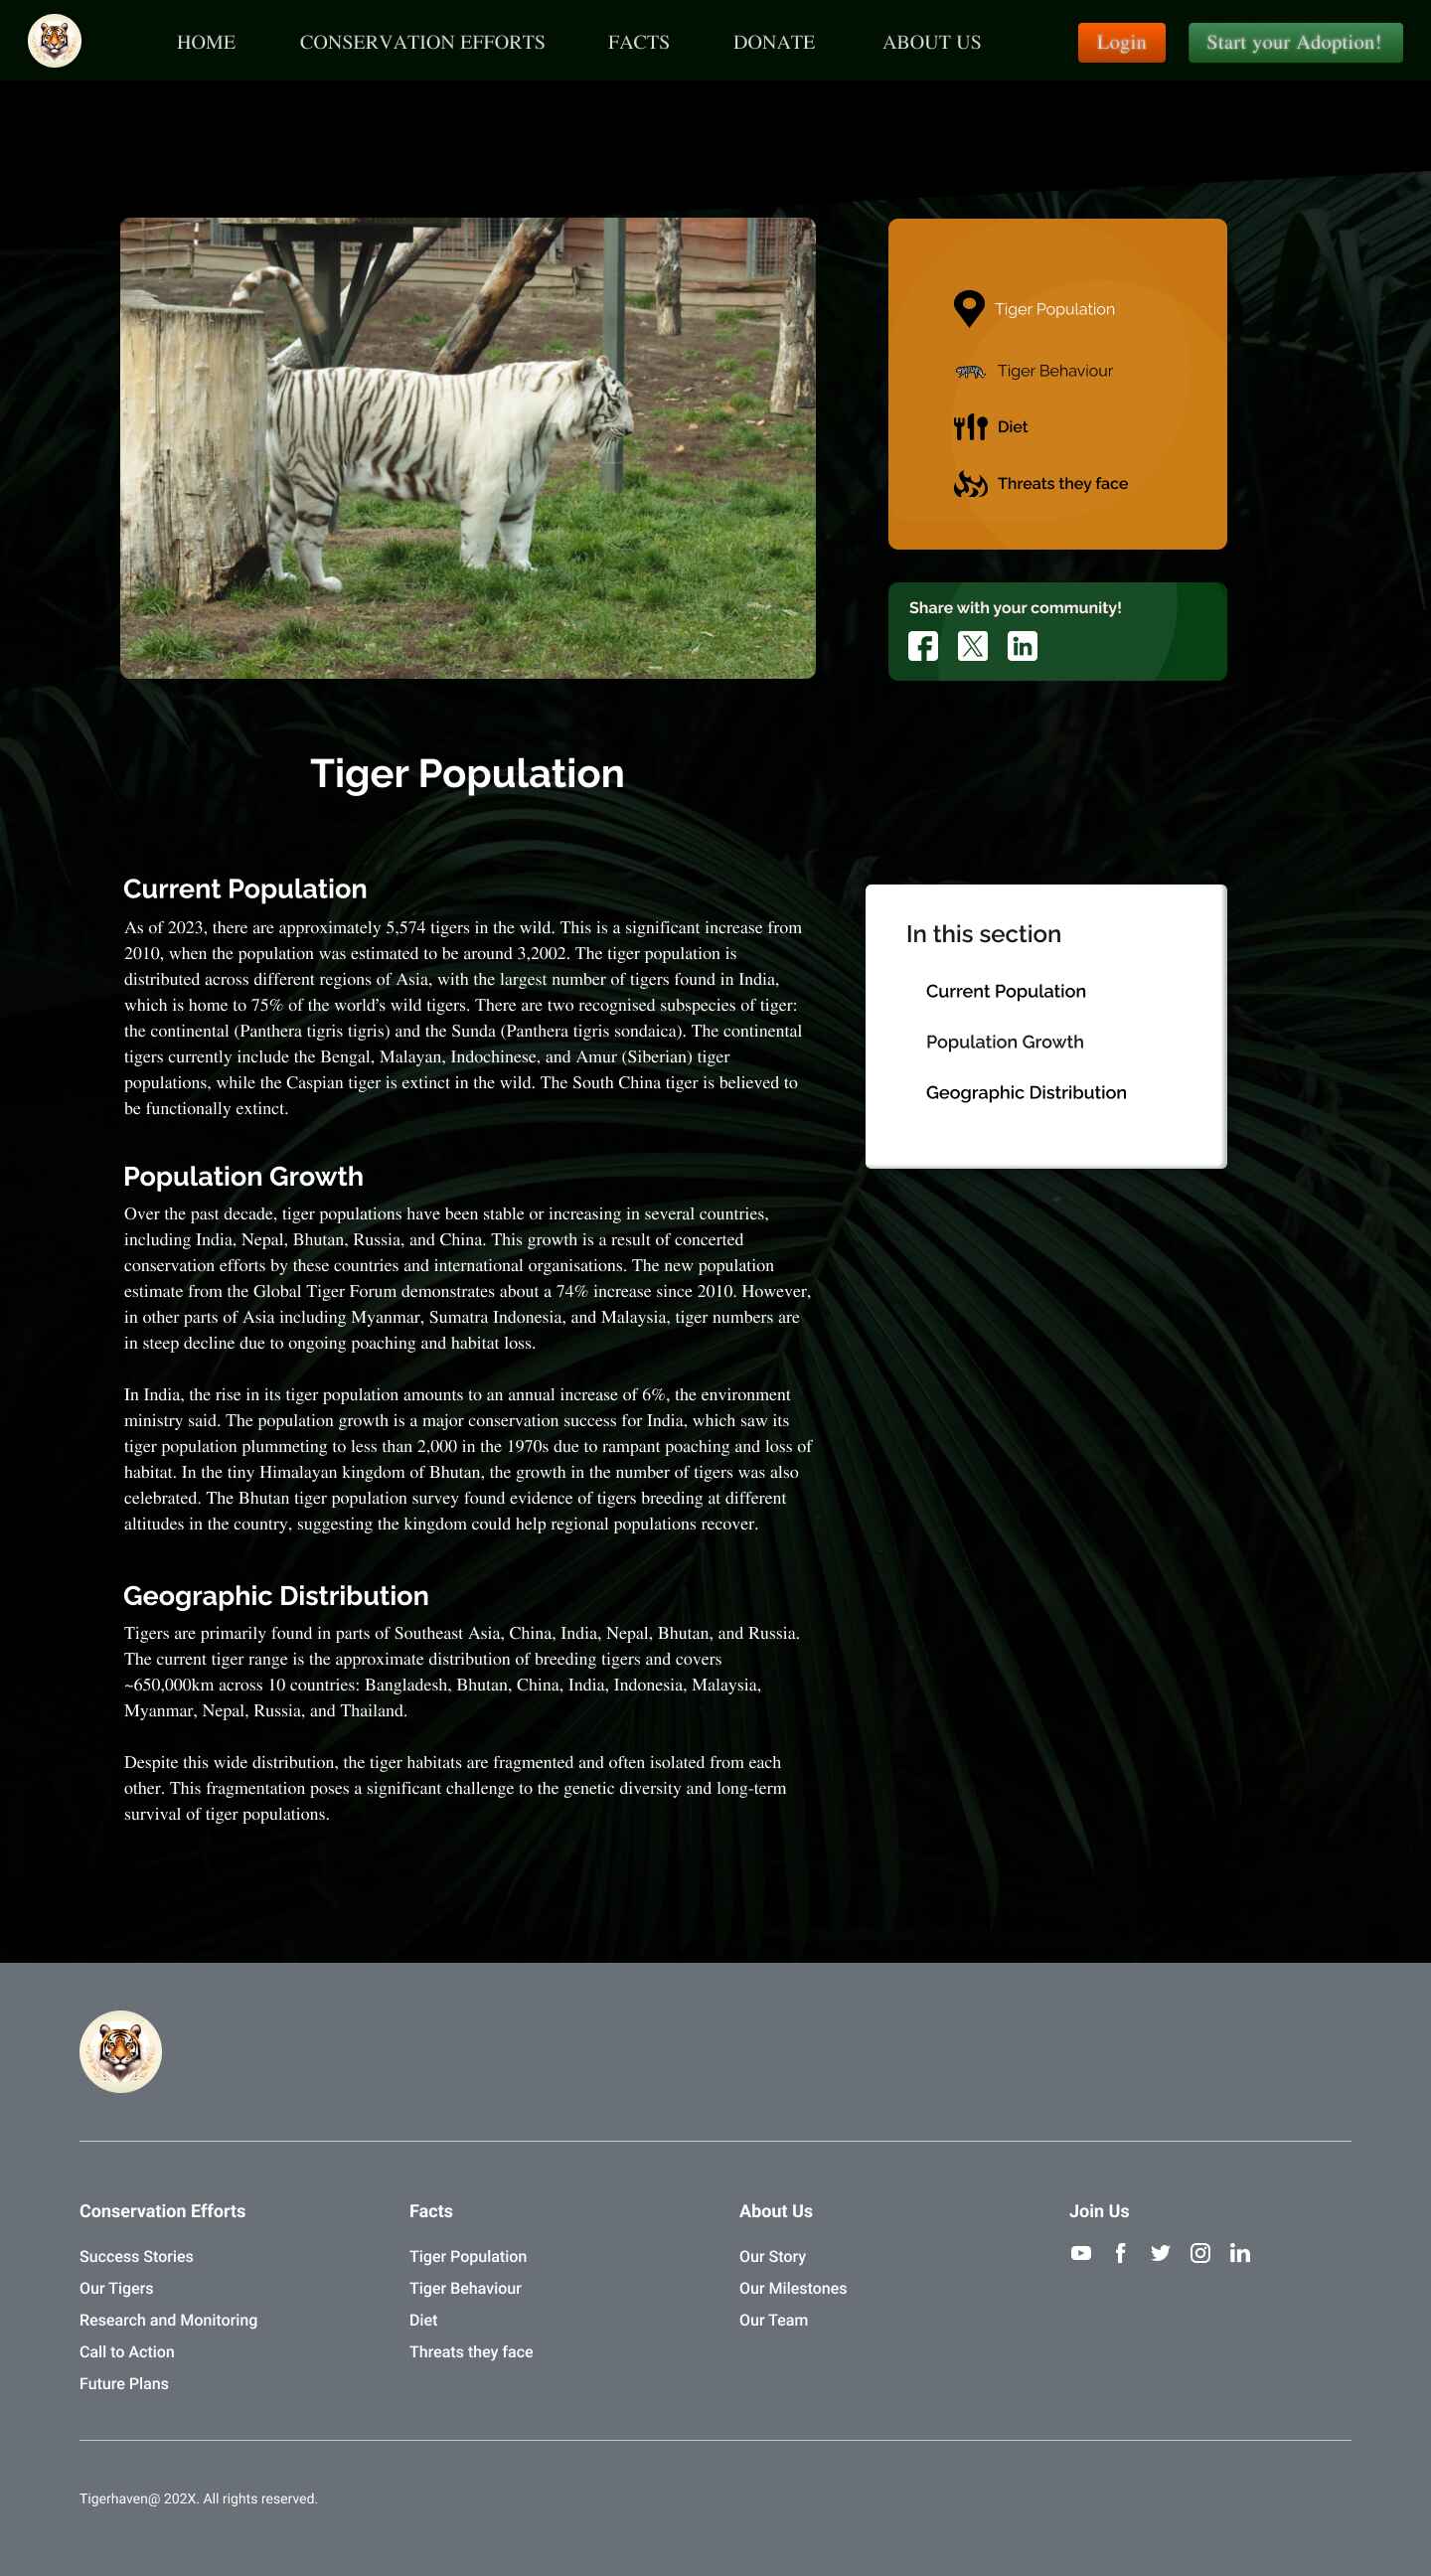 HOME
CONSERVATION EFFORTS
FACTS
DONATE
ABOUT US
Login
Start your Adoption!
Tiger Population
Tiger Behaviour
Diet
Threats they face
Share with your community!
Tiger Population
Current Population
As of 2023, there are approximately 5,574 tigers in the wild. This is a significant increase from
2010, when the population was estimated to be around 3,2002. The tiger population is
distributed across different regions of Asia, with the largest number of tigers found in India,
which is home to 75% of the world’s wild tigers. There are two recognised subspecies of tiger:
the continental (Panthera tigris tigris) and the Sunda (Panthera tigris sondaica). The continental
tigers currently include the Bengal, Malayan, Indochinese, and Amur (Siberian) tiger
populations, while the Caspian tiger is extinct in the wild. The South China tiger is believed to
be functionally extinct.
Population Growth
Over the past decade, tiger populations have been stable or increasing in several countries,
including India, Nepal, Bhutan, Russia, and China. This growth is a result of concerted
conservation efforts by these countries and international organisations. The new population
estimate from the Global Tiger Forum demonstrates about a 74% increase since 2010. However,
in other parts of Asia including Myanmar, Sumatra Indonesia, and Malaysia, tiger numbers are
in steep decline due to ongoing poaching and habitat loss.
In India, the rise in its tiger population amounts to an annual increase of 6%, the environment
ministry said. The population growth is a major conservation success for India, which saw its
tiger population plummeting to less than 2,000 in the 1970s due to rampant poaching and loss of
habitat. In the tiny Himalayan kingdom of Bhutan, the growth in the number of tigers was also
celebrated. The Bhutan tiger population survey found evidence of tigers breeding at different
altitudes in the country, suggesting the kingdom could help regional populations recover.
Geographic Distribution
Tigers are primarily found in parts of Southeast Asia, China, India, Nepal, Bhutan, and Russia.
The current tiger range is the approximate distribution of breeding tigers and covers
~650,000km across 10 countries: Bangladesh, Bhutan, China, India, Indonesia, Malaysia,
Myanmar, Nepal, Russia, and Thailand.
Despite this wide distribution, the tiger habitats are fragmented and often isolated from each
other. This fragmentation poses a significant challenge to the genetic diversity and long-term
survival of tiger populations.
In this section
Current Population
Population Growth
Geographic Distribution
Conservation Efforts
Success Stories
Our Tigers
Research and Monitoring
Call to Action
Future Plans
Facts
Tiger Population
Tiger Behaviour
Diet
Threats they face
About Us
Our Story
Our Milestones
Our Team
Join Us
Tigerhaven@ 202X. All rights reserved.